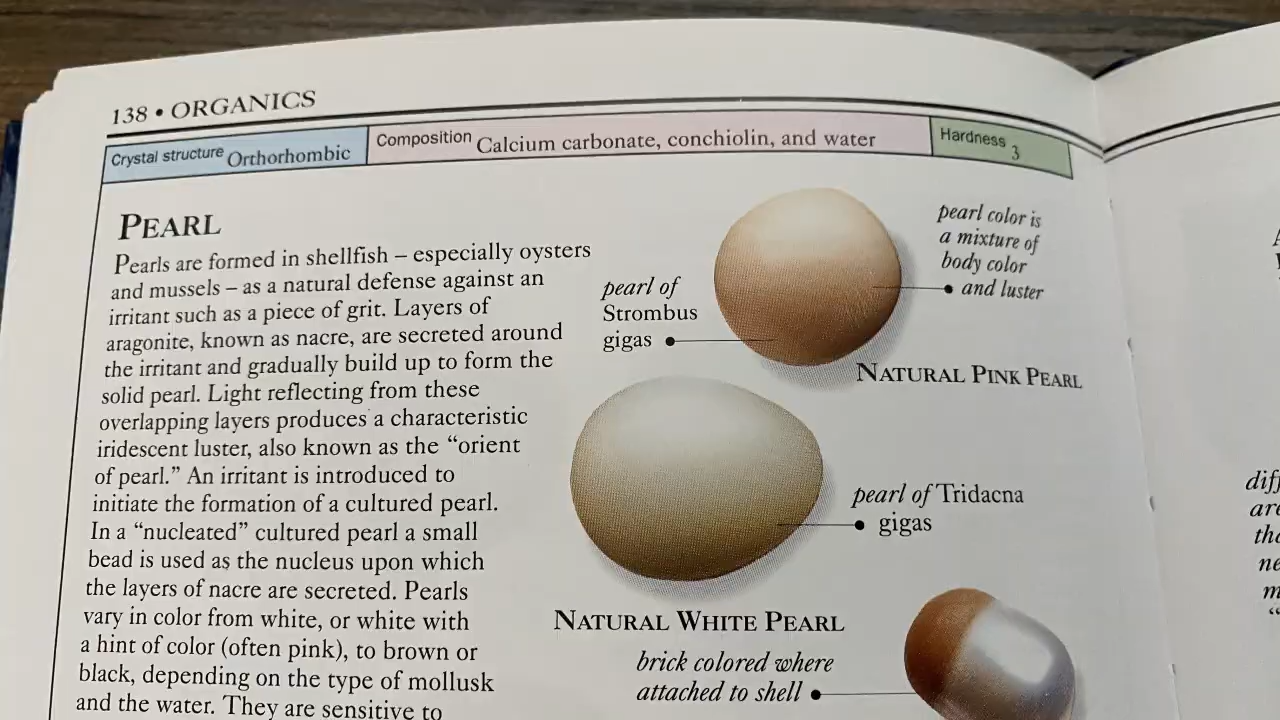 138 • ORGANICS
Crystal structure Orthorhombic
Composition Calcium carbonate, conchiolin, and water
Hardness 3
PEARL
Pearls are formed in shellfish – especially oysters
and mussels – as a natural defense against an
irritant such as a piece of grit. Layers of
aragonite, known as nacre, are secreted around
the irritant and gradually build up to form the
solid pearl. Light reflecting from these
overlapping layers produces a characteristic
iridescent luster, also known as the “orient
of pearl.” An irritant is introduced to
initiate the formation of a cultured pearl.
In a “nucleated” cultured pearl a small
bead is used as the nucleus upon which
the layers of nacre are secreted. Pearls
vary in color from white, or white with
a hint of color (often pink), to brown or
black, depending on the type of mollusk
and the water. They are sensitive to
pearl of
Strombus
gigas
pearl color is
a mixture of
body color
and luster
NATURAL PINK PEARL
pearl of Tridacna
gigas
NATURAL WHITE PEARL
brick colored where
attached to shell